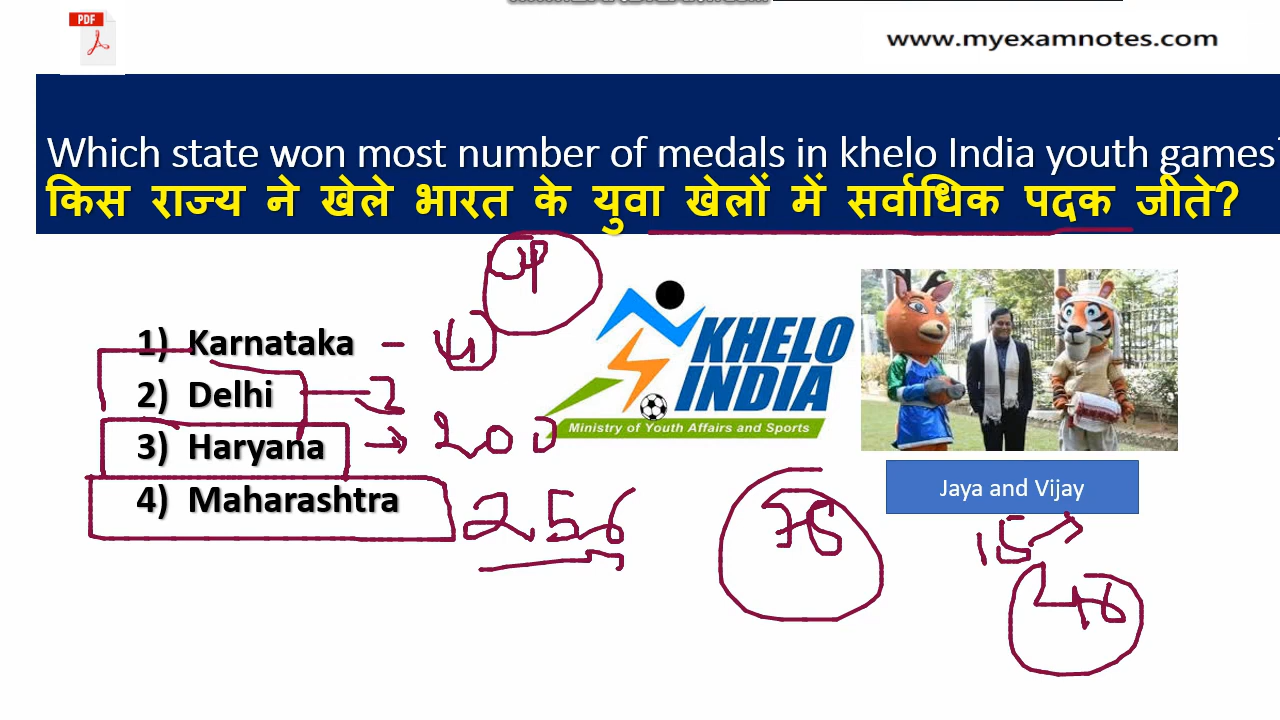 PDF
www.myexamnotes.com
Which state won most number of medals in khelo India youth games?
किस राज्य ने खेले भारत के युवा खेलों में सर्वाधिक पदक जीते?
1) Karnataka -
2) Delhi
3) Haryana → 200
4) Maharashtra 256
KHELO
INDIA
Ministry of Youth Affairs and Sports
Jaya and Vijay